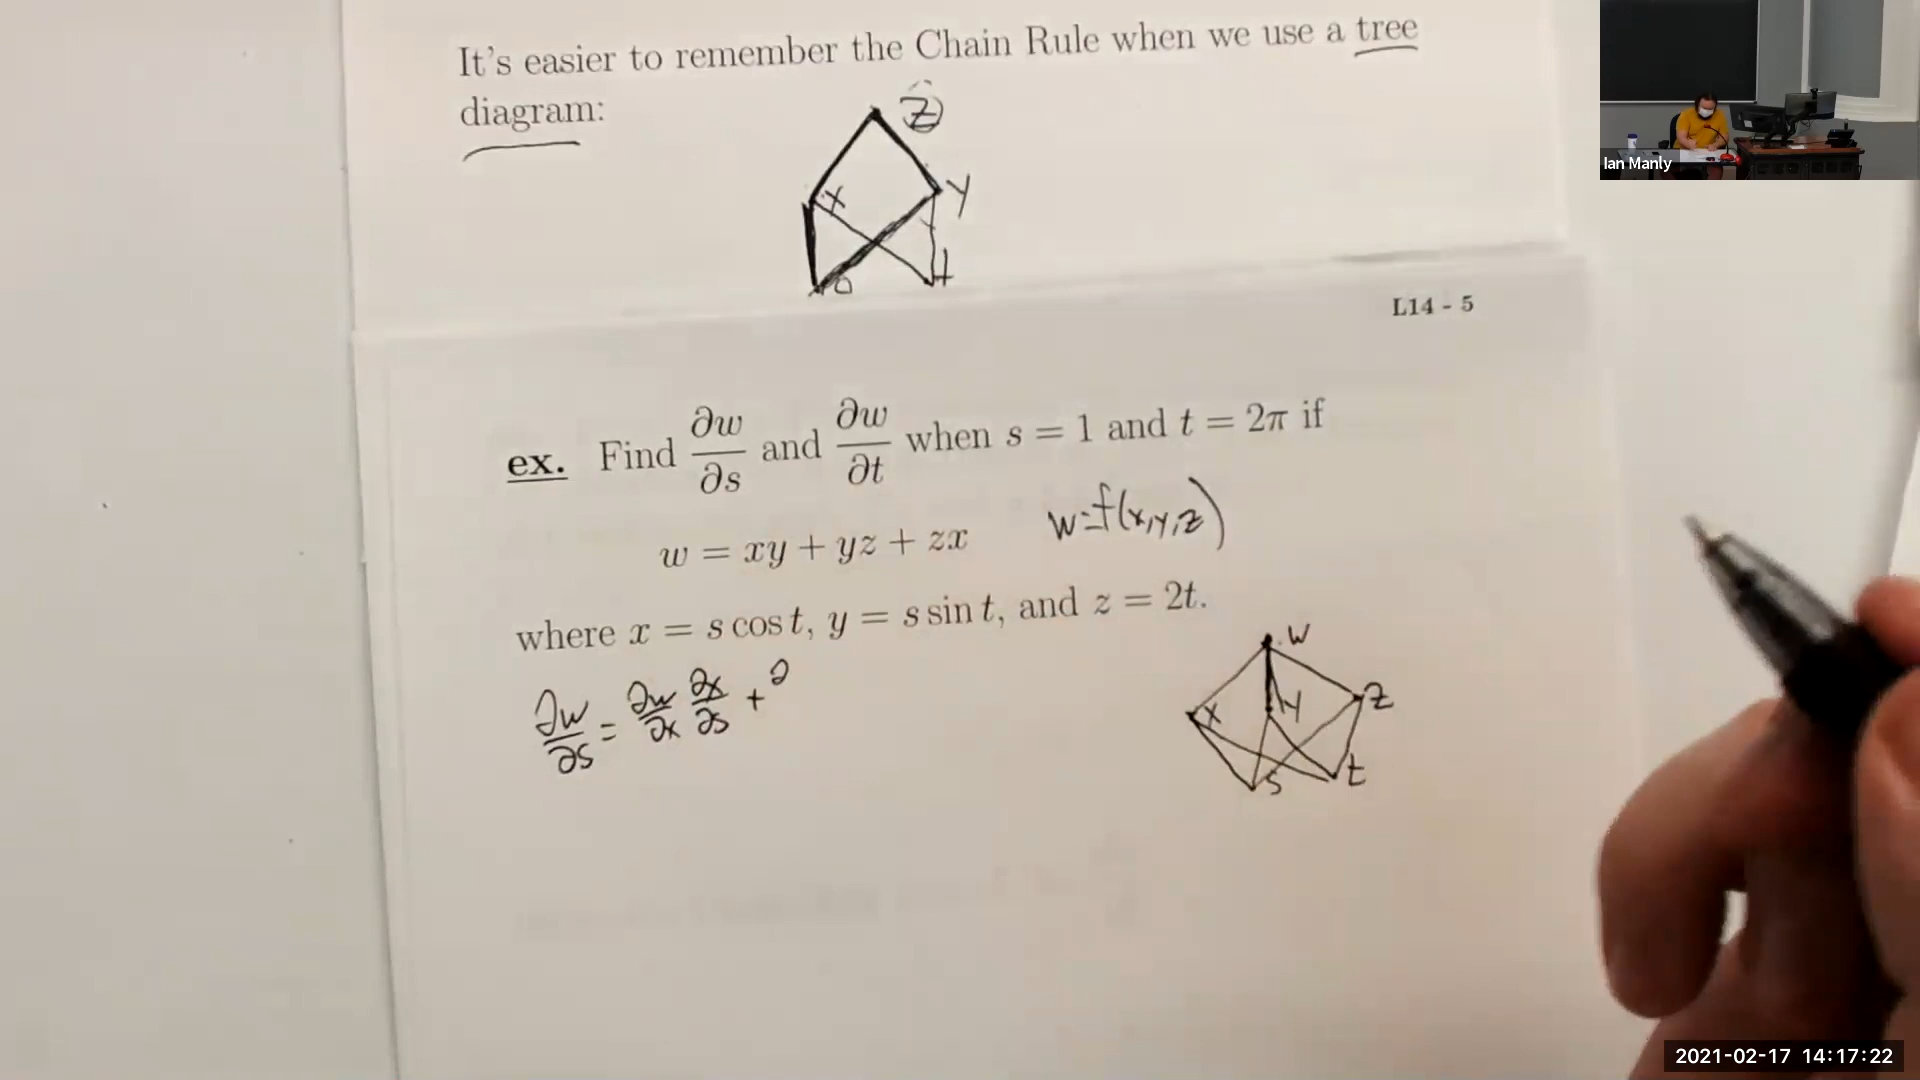 It's easier to remember the Chain Rule when we use a tree
diagram:
Z
X
Y
t
L14 - 5
ex. Find ∂w/∂s and ∂w/∂t when s = 1 and t = 2π if
w = xy + yz + zx
w=f(x,y,z)
where x = s cos t, y = s sin t, and z = 2t.
∂w/∂s = ∂w/∂x ∂x/∂s + ∂
w
x
y
z
s
t
Ian Manly
2021-02-17 14:17:22